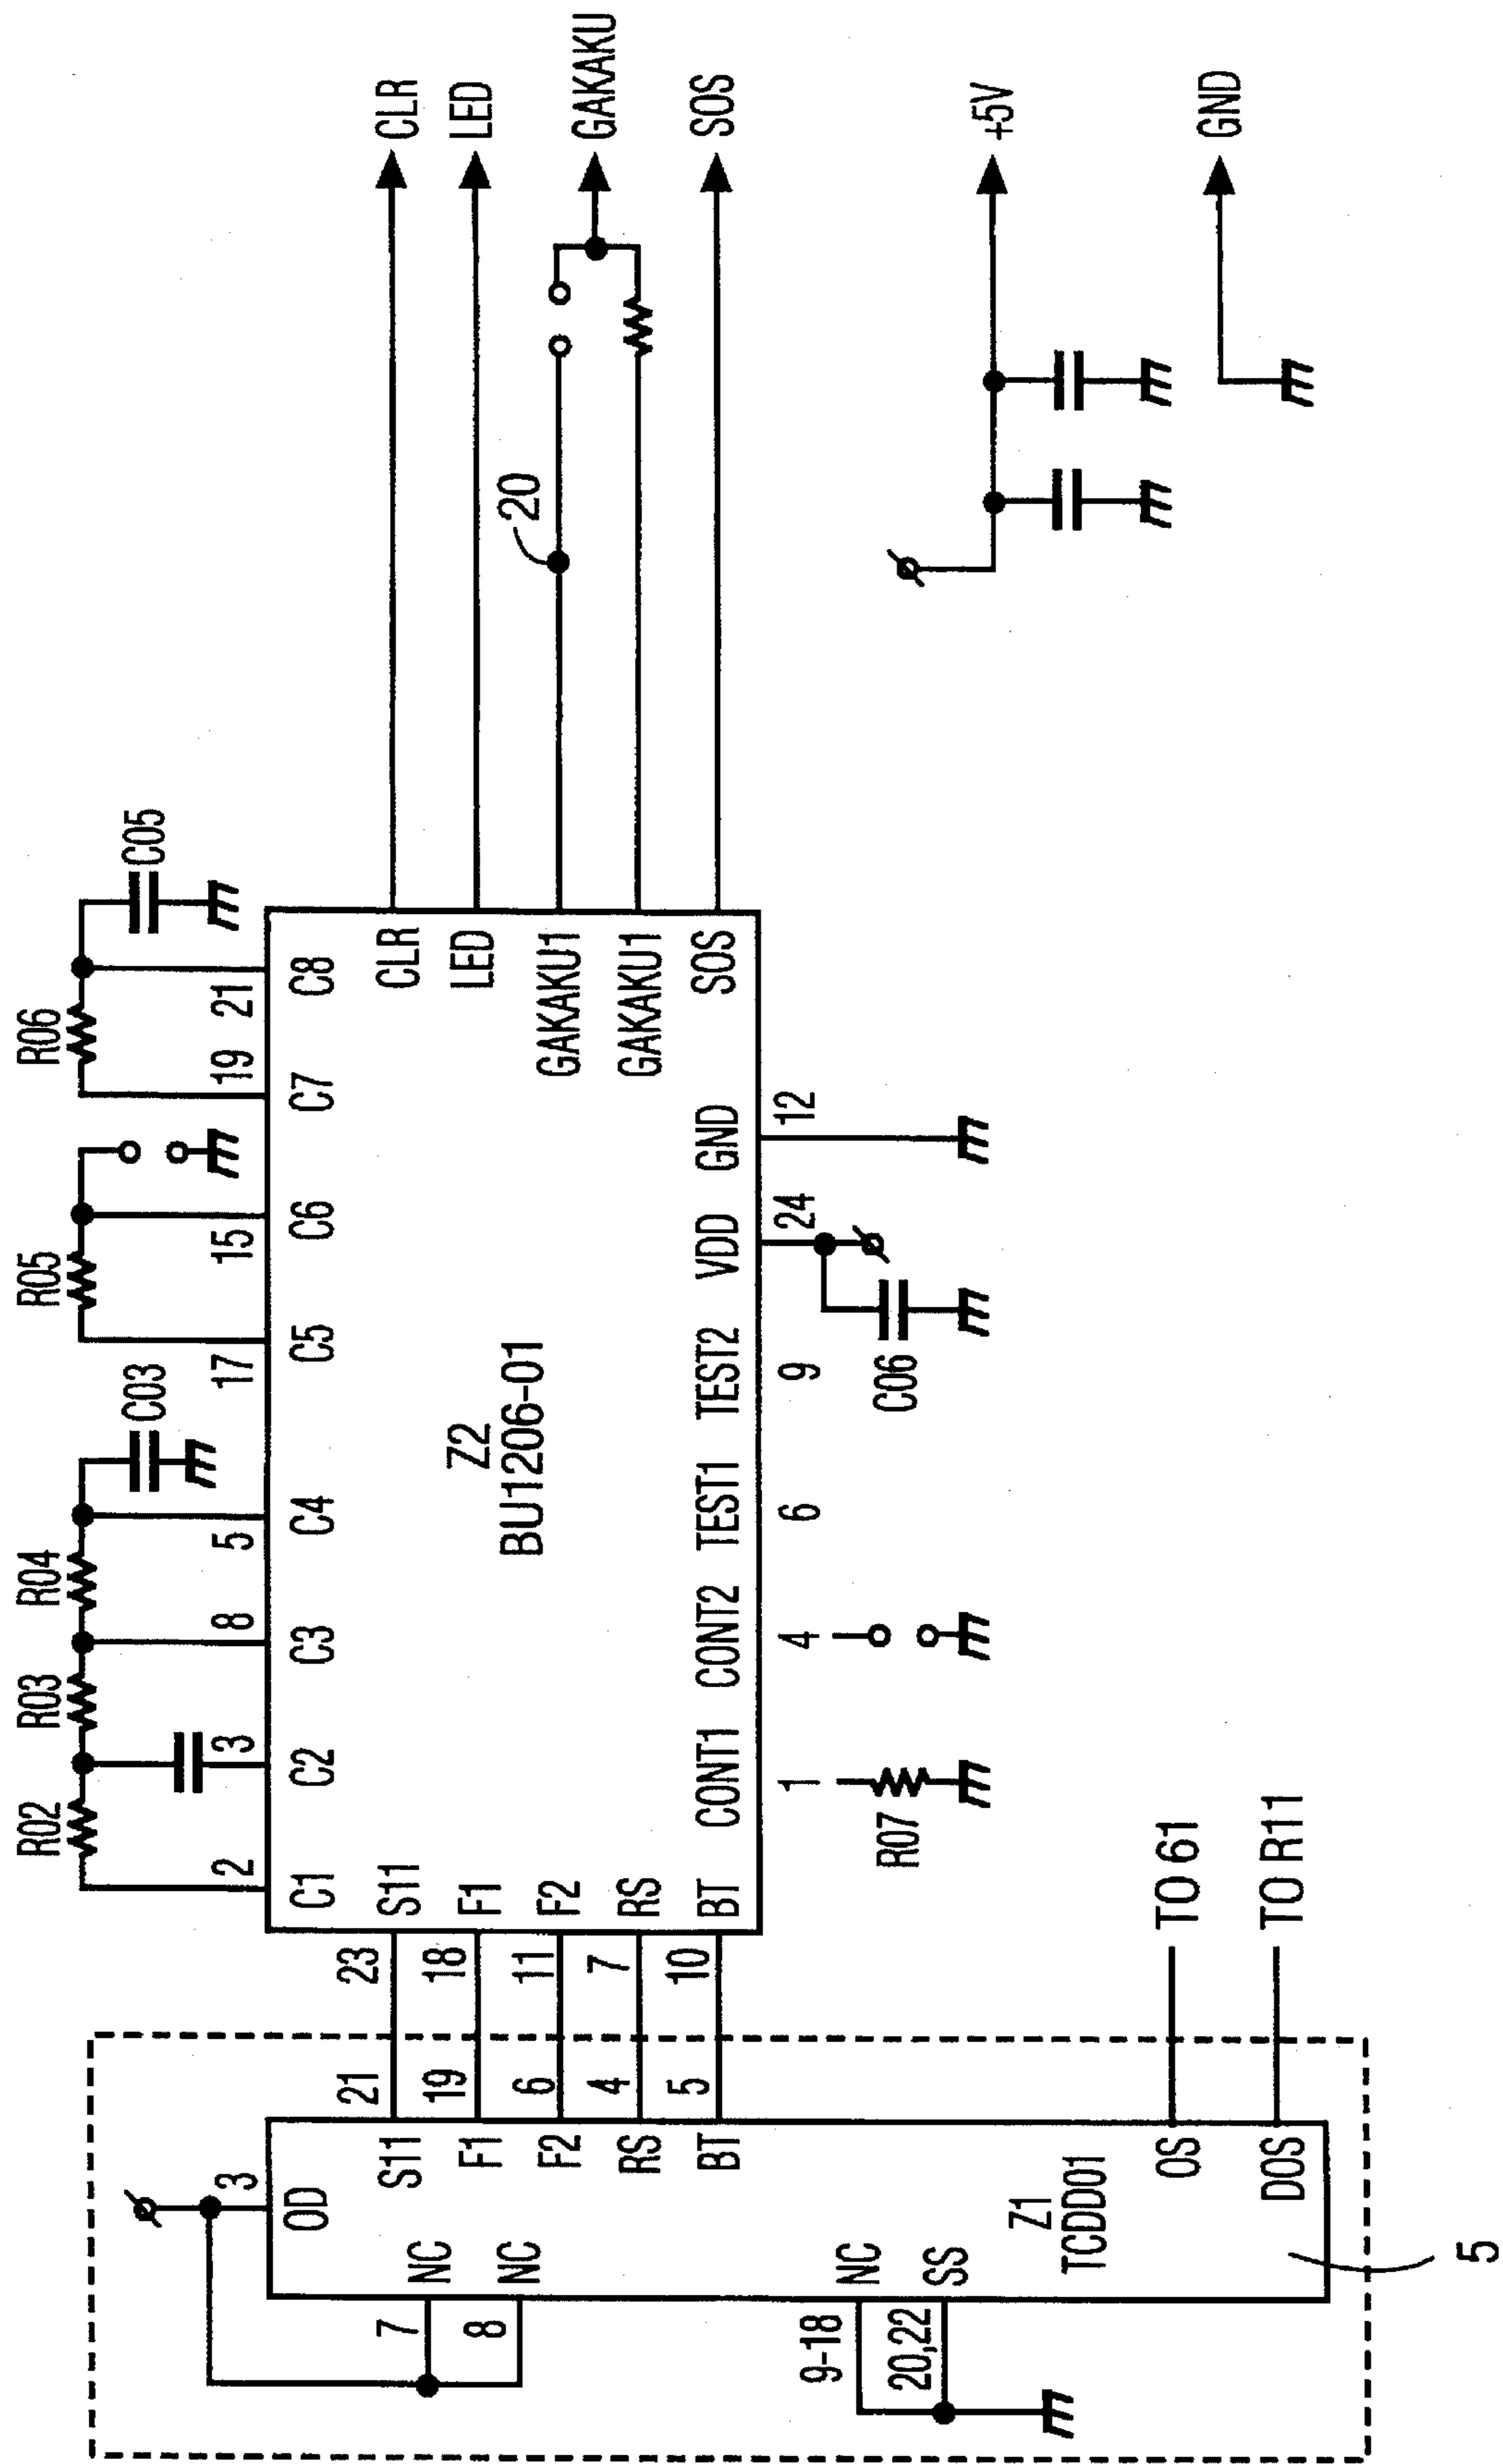 R02
R03
R04
C03
R05
R06
C05
2
3
8
5
17
15
19
21
C1
C2
C3
C4
C5
C6
C7
C8
3
OD
7
NC
8
NC
9-18
NC
20,22
SS
Z1
TCDD01
S11
21
23
S11
F1
19
18
F1
F2
6
11
F2
RS
4
7
RS
BT
5
10
BT
OS
TO 61
DOS
TO R11
5
Z2
BU1206-01
CLR
CLR
LED
LED
GAKAKU1
20
GAKAKU
GAKAKU1
SOS
SOS
CONT1
CONT2
TEST1
TEST2
VDD
GND
1
4
6
9
24
12
R07
C06
+5V
GND